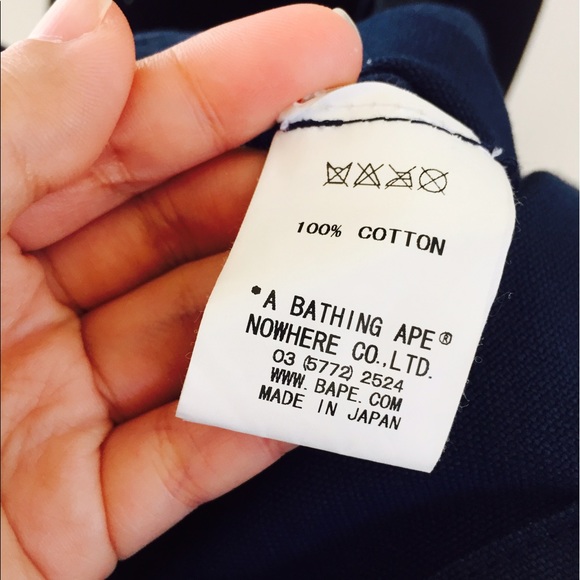 100% COTTON
*A BATHING APE®
NOWHERE CO.,LTD.
03 (5772) 2524
WWW. BAPE. COM
MADE IN JAPAN